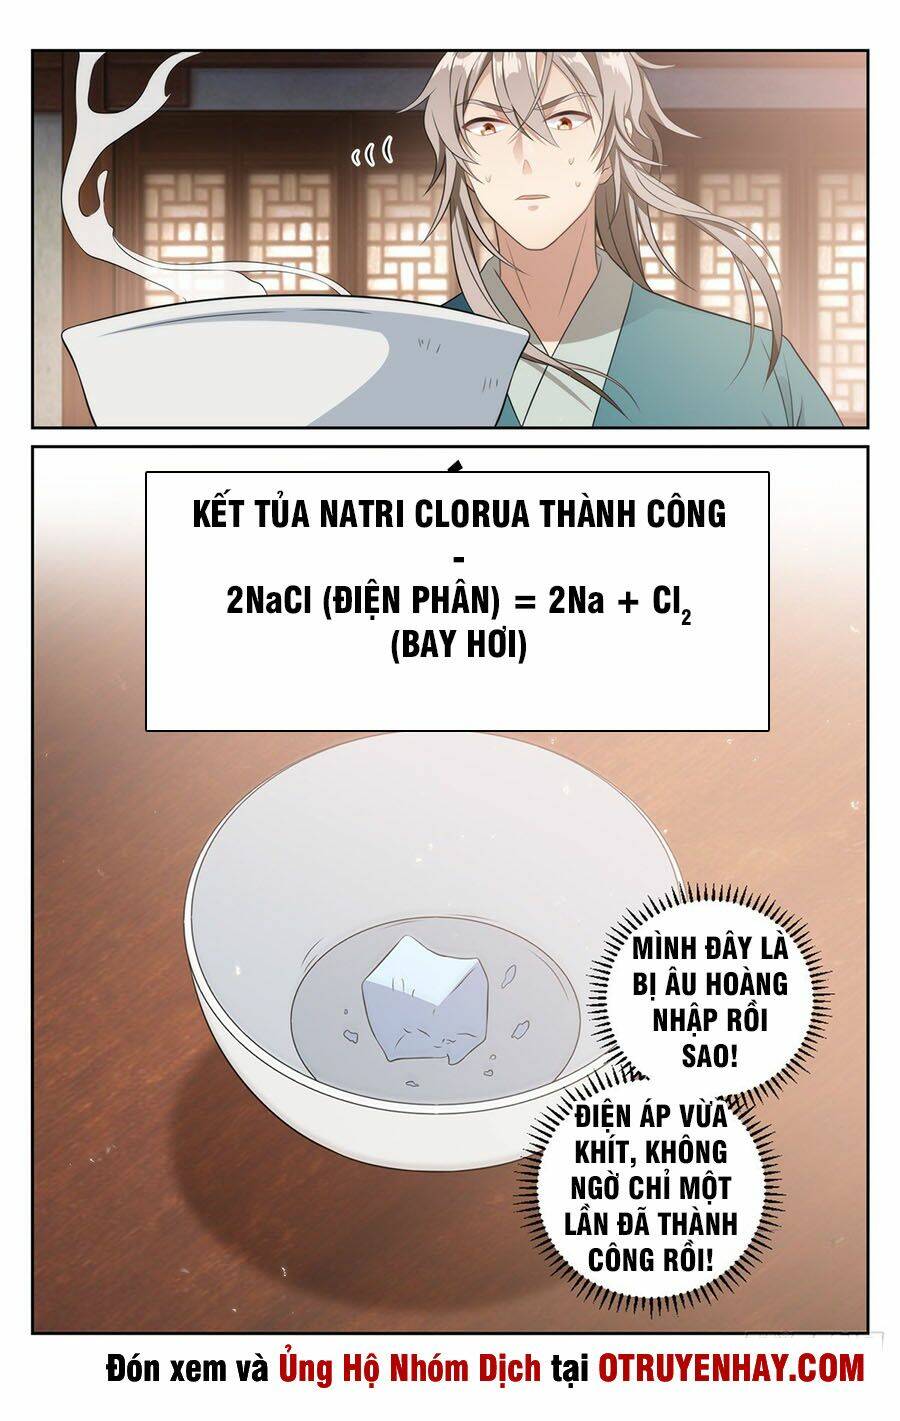 KẾT TỦA NATRI CLORUA THÀNH CÔNG
-
2NaCl (ĐIỆN PHÂN) = 2Na + Cl₂
(BAY HƠI)
MÌNH ĐÂY LÀ
BỊ ÂU HOÀNG
NHẬP RỒI
SAO!
ĐIỆN ÁP VỪA
KHÍT, KHÔNG
NGỜ CHỈ MỘT
LẦN ĐÃ THÀNH
CÔNG RỒI!
Đón xem và Ủng Hộ Nhóm Dịch tại OTRUYENHAY.COM